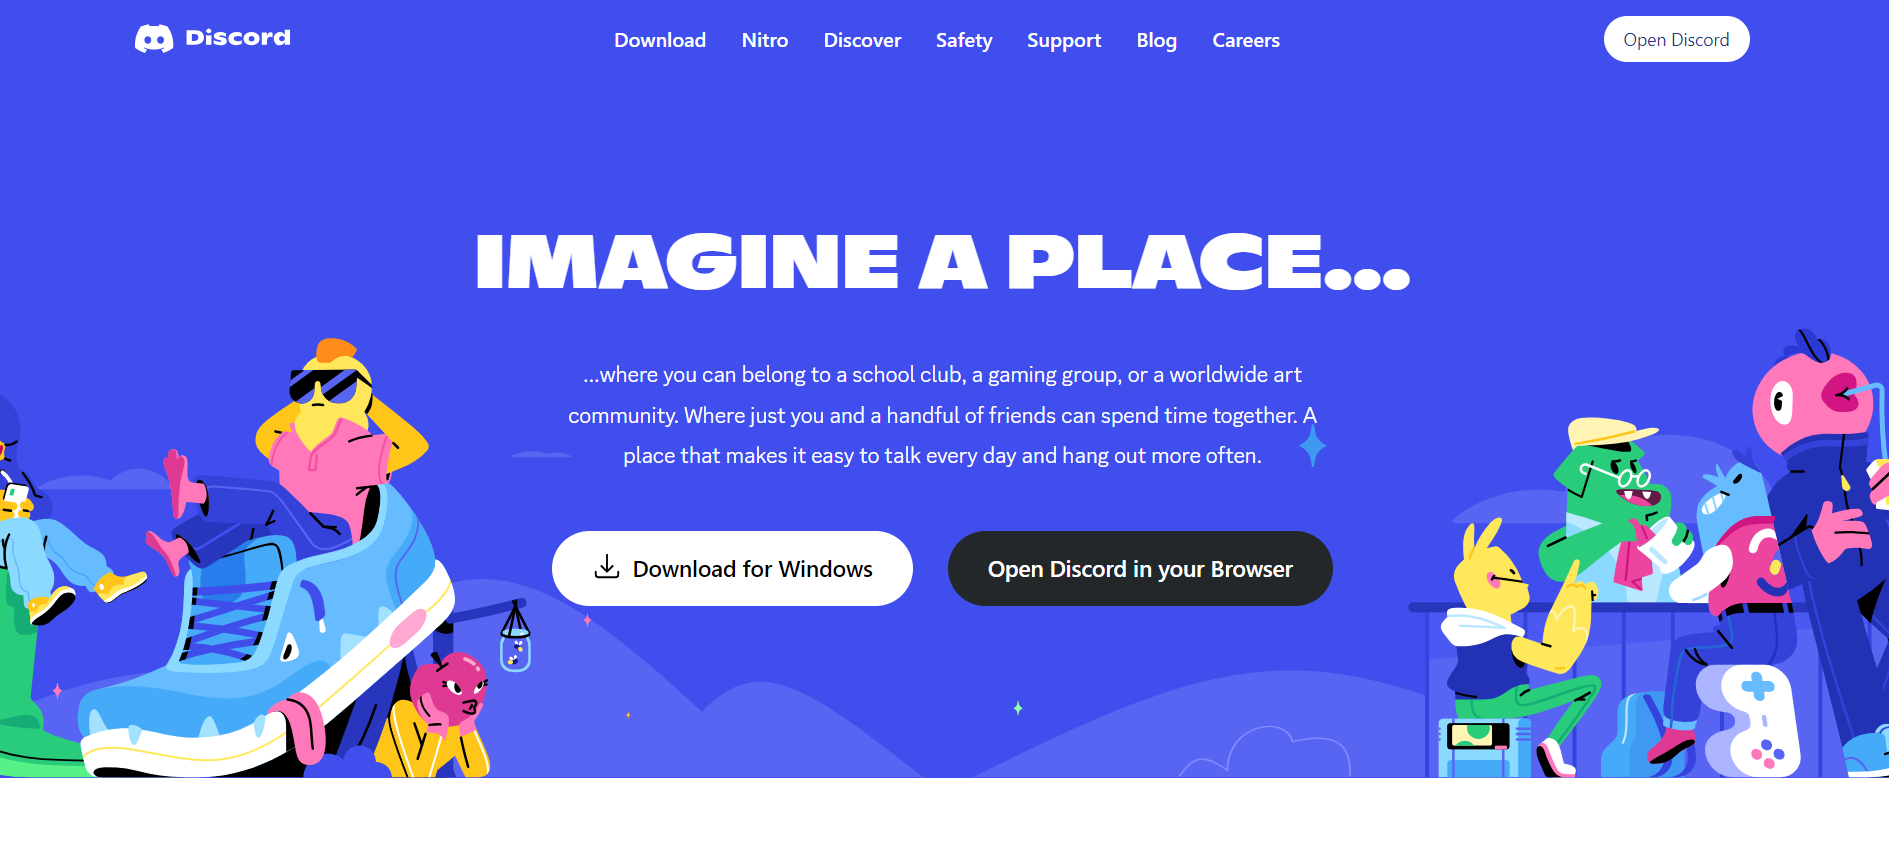 Discord
Download Nitro Discover Safety Support Blog Careers
Open Discord
IMAGINE A PLACE...
...where you can belong to a school club, a gaming group, or a worldwide art
community. Where just you and a handful of friends can spend time together. A
place that makes it easy to talk every day and hang out more often.
Download for Windows
Open Discord in your Browser